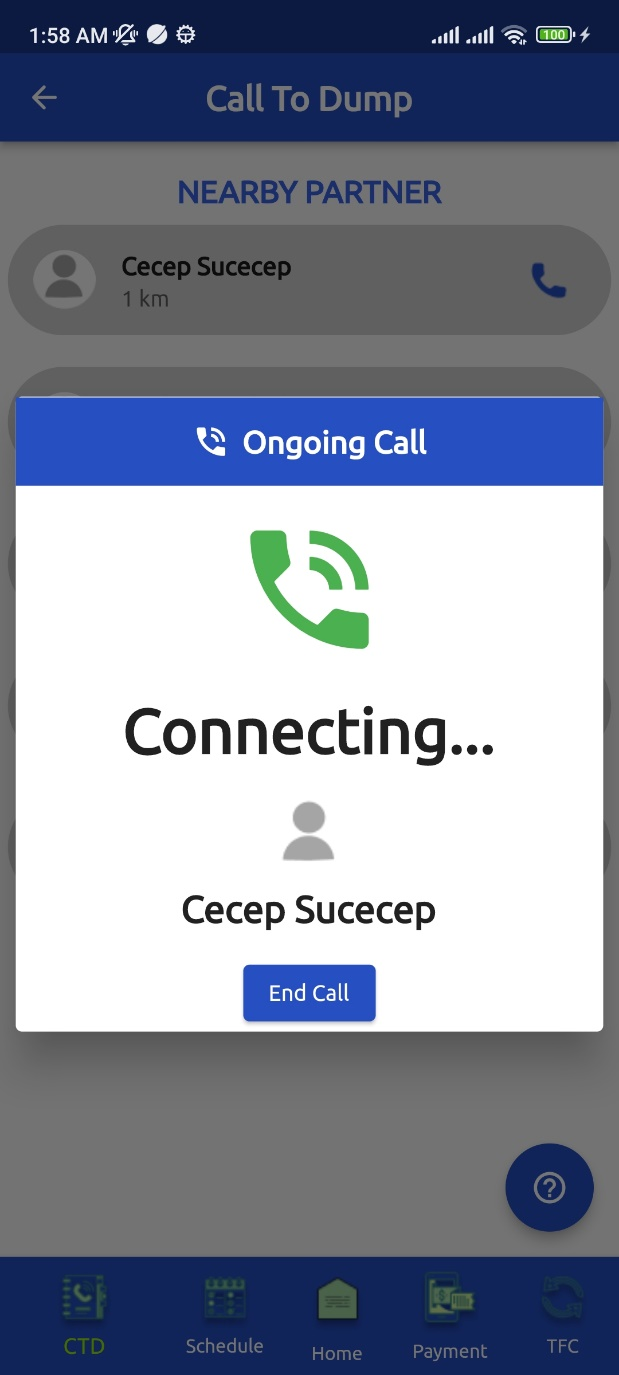 1:58 AM
100
Call To Dump
NEARBY PARTNER
Cecep Sucecep
1 km
Ongoing Call
Connecting...
Cecep Sucecep
End Call
CTD
Schedule
Home
Payment
TFC